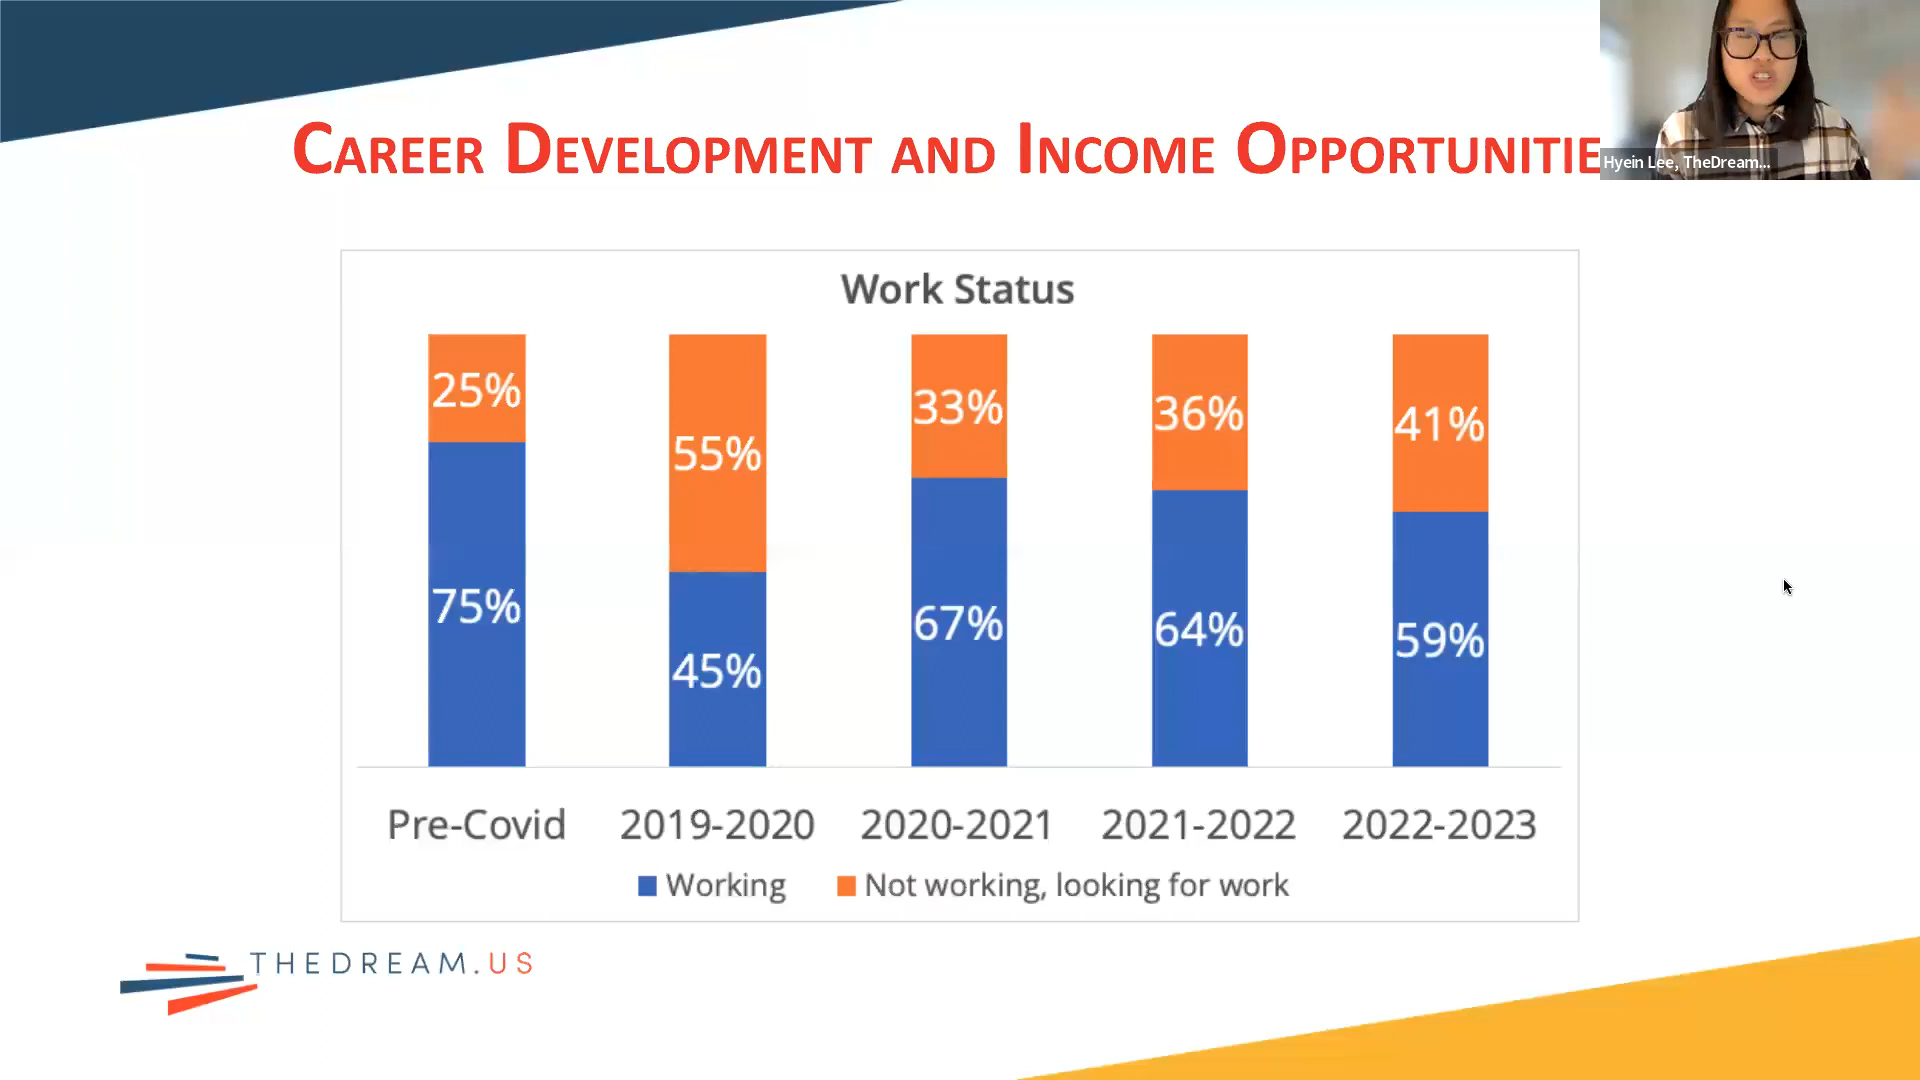 CAREER DEVELOPMENT AND INCOME OPPORTUNITIE
Hyein Lee, TheDream...
Work Status
25% 55% 33% 36% 41%
75% 45% 67% 64% 59%
Pre-Covid 2019-2020 2020-2021 2021-2022 2022-2023
Working Not working, looking for work
THEDREAM.US